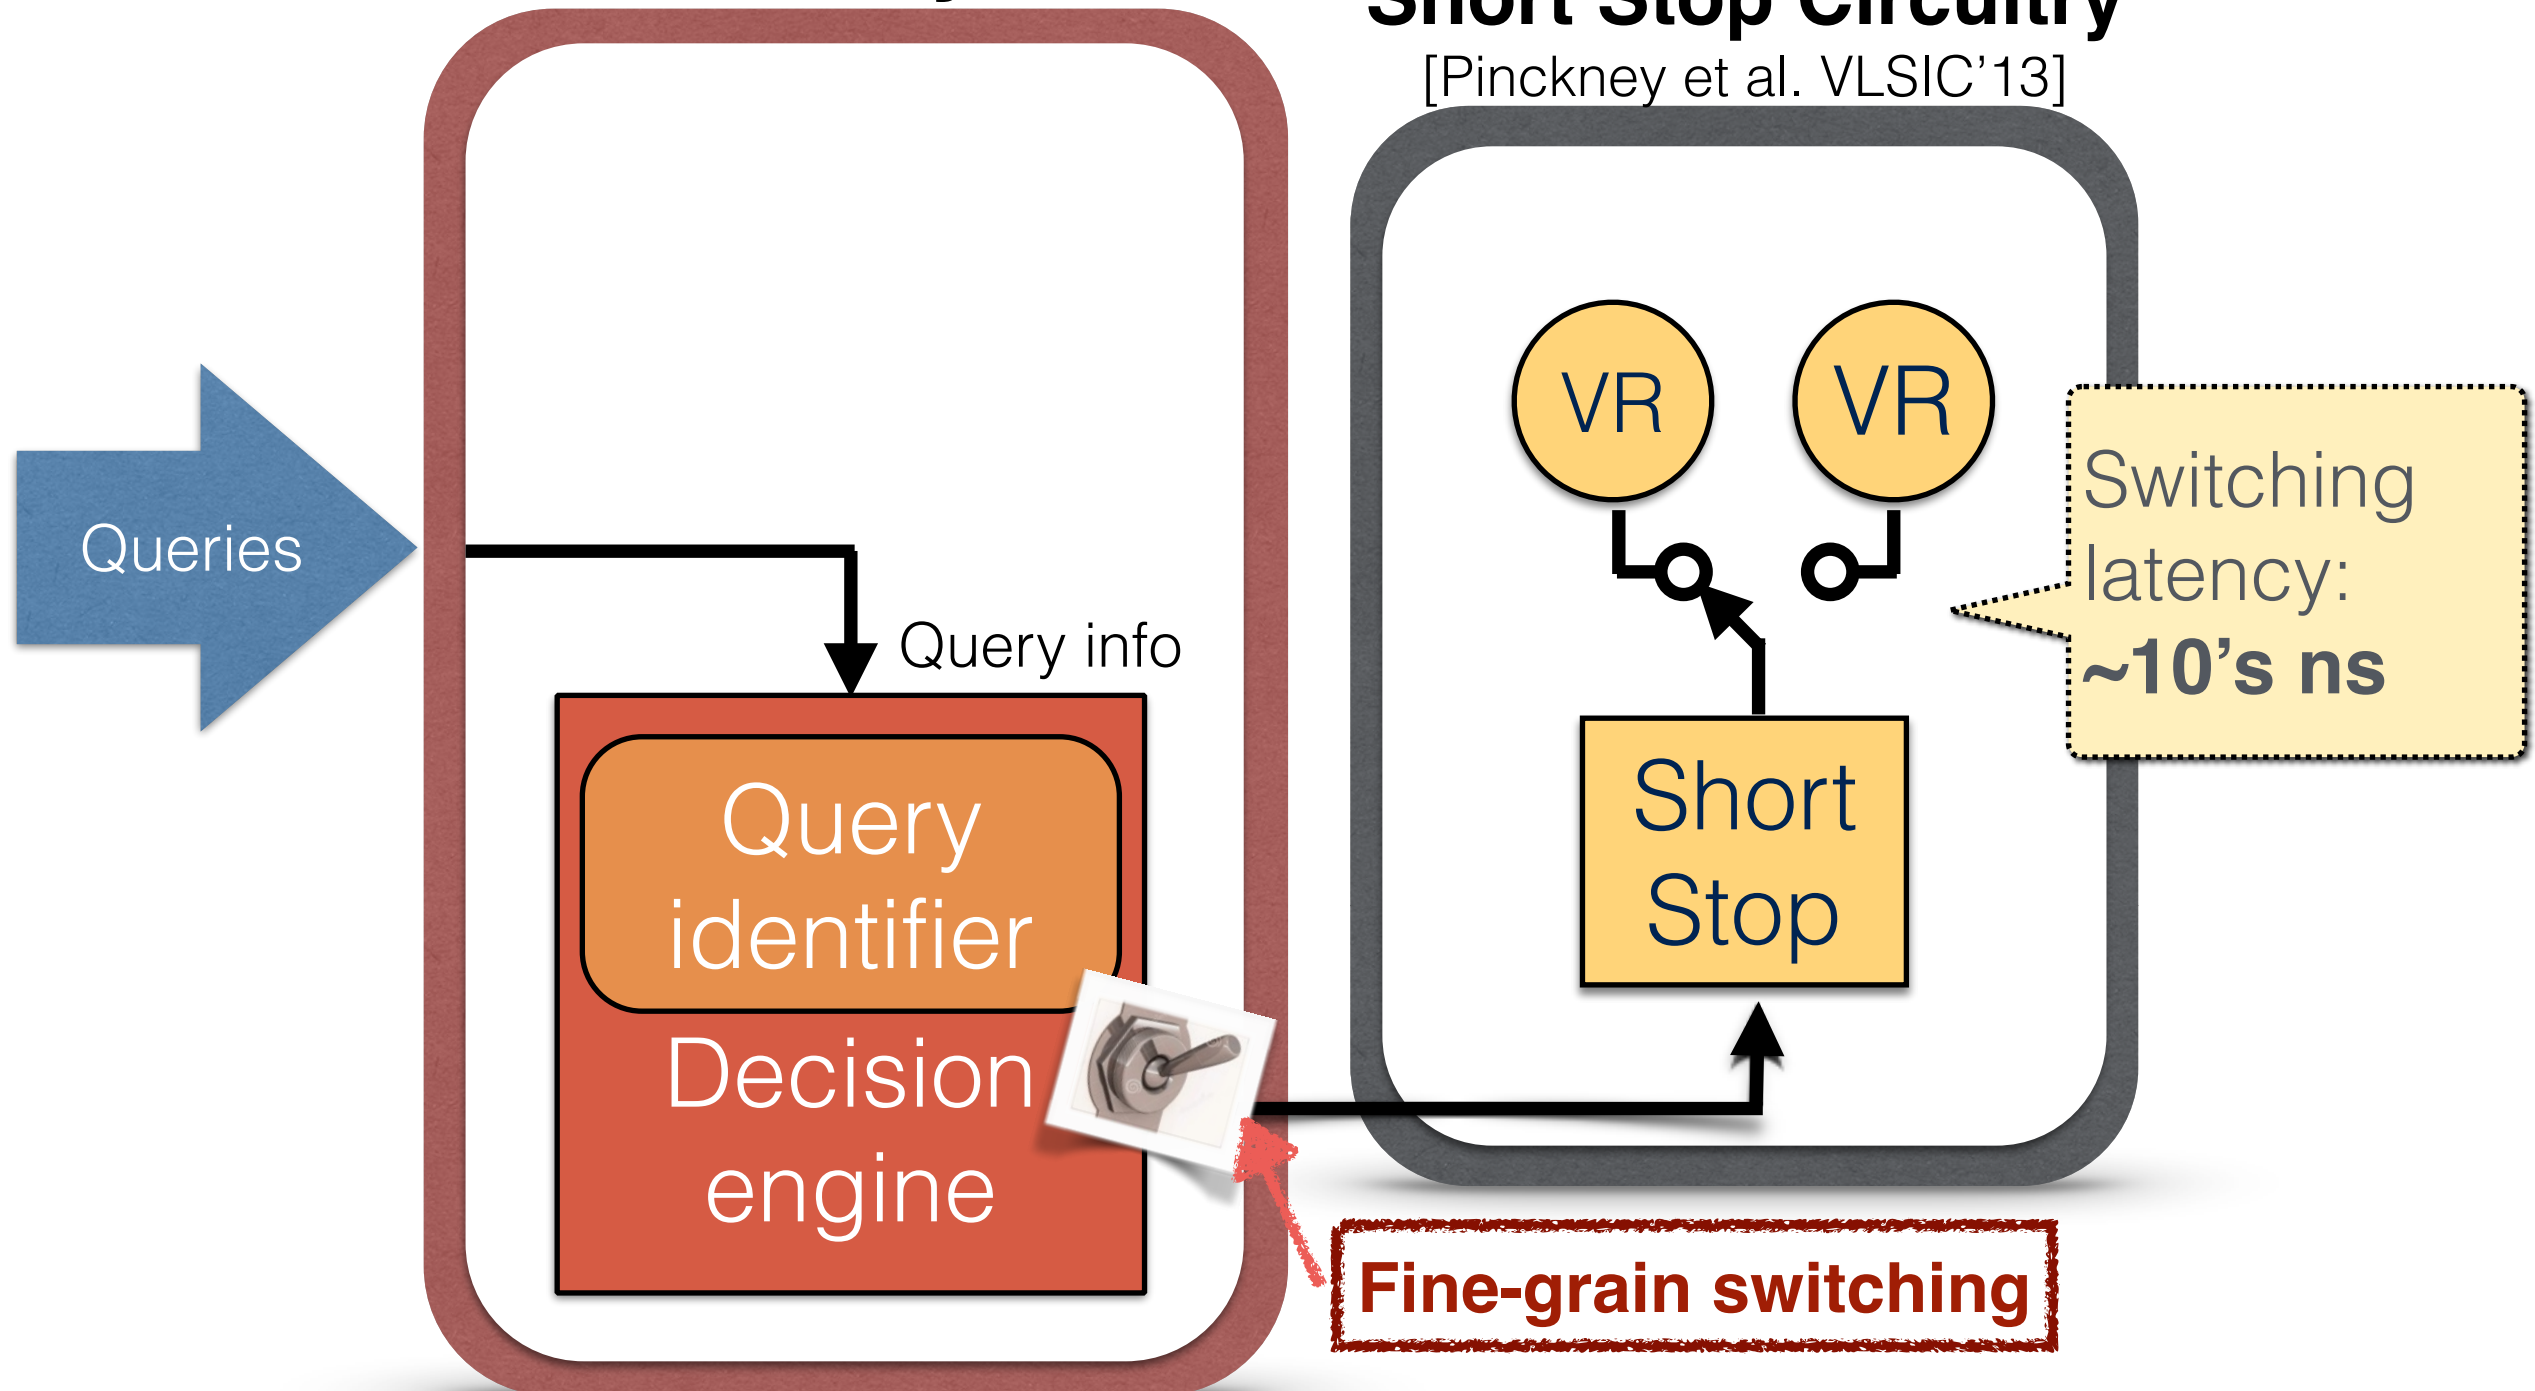 Short Stop Circuitry
[Pinckney et al. VLSIC’13]
VR
VR
Switching
latency:
~10’s ns
Queries
Query info
Short
Stop
Query
identifier
Decision
engine
Fine-grain switching